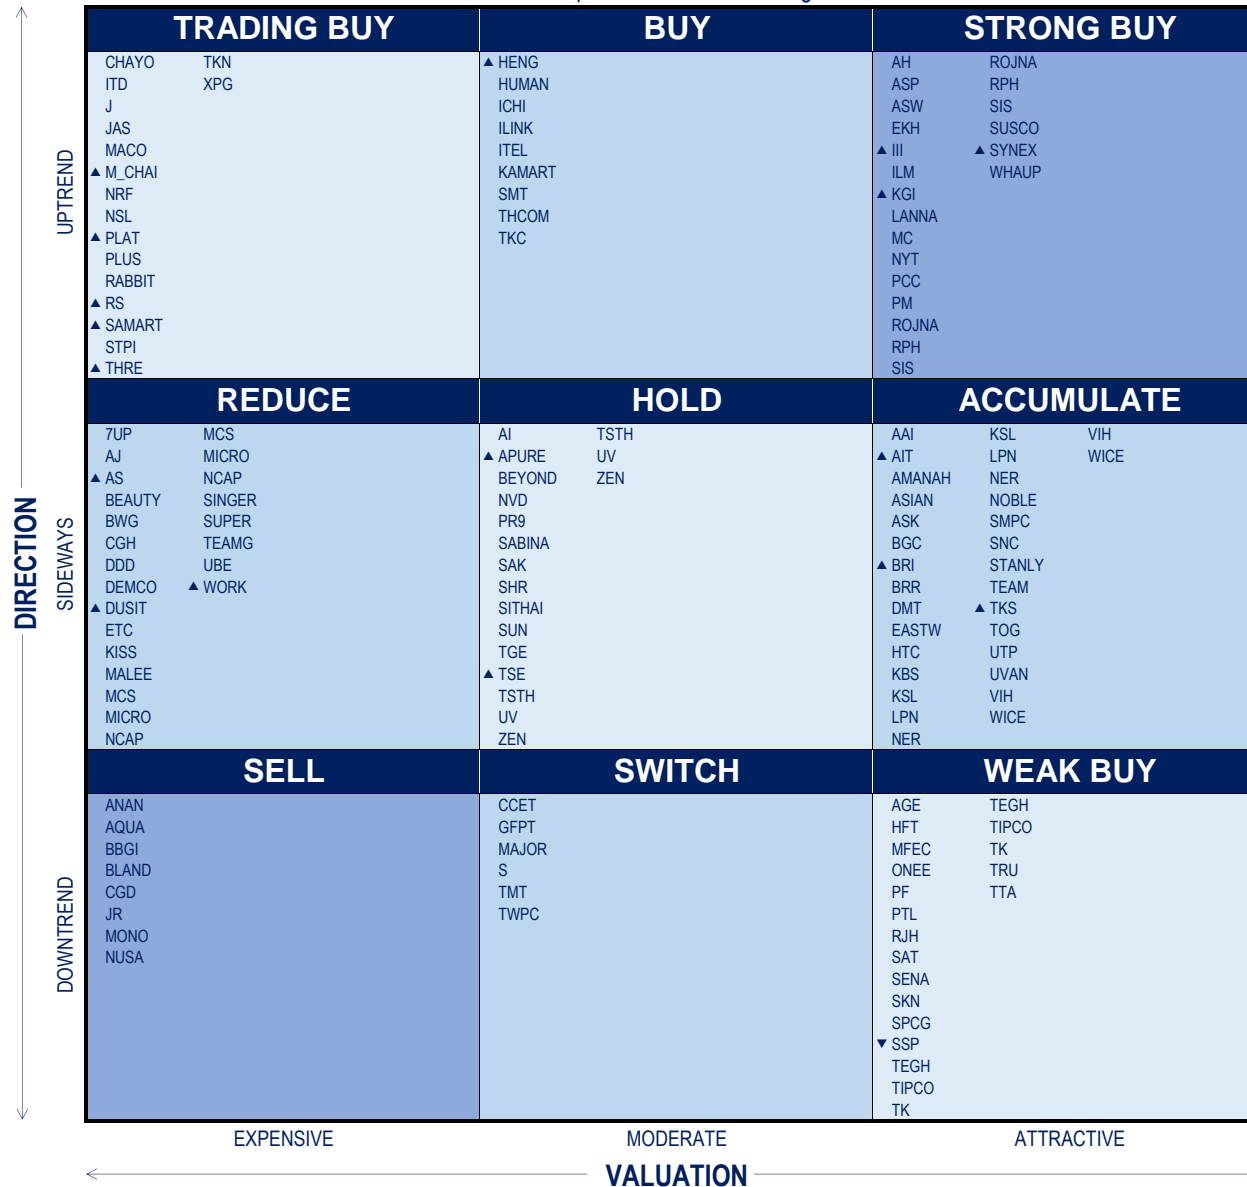 TRADING BUY BUY STRONG BUY
CHAYO TKN ▲ HENG AH ROJNA
ITD XPG HUMAN ASP RPH
J ICHI ASW SIS
JAS ILINK EKH SUSCO
MACO ITEL ▲ III ▲ SYNEX
▲ M_CHAI KAMART ILM WHAUP
NRF SMT ▲ KGI
NSL THCOM LANNA
▲ PLAT TKC MC
PLUS NYT
RABBIT PCC
▲ RS PM
▲ SAMART ROJNA
STPI RPH
▲ THRE SIS
UPTREND
REDUCE HOLD ACCUMULATE
7UP MCS AI TSTH AAI KSL VIH
AJ MICRO ▲ APURE UV ▲ AIT LPN WICE
▲ AS NCAP BEYOND ZEN AMANAH NER
BEAUTY SINGER NVD ASIAN NOBLE
BWG SUPER PR9 ASK SMPC
CGH TEAMG SABINA BGC SNC
DDD UBE SAK ▲ BRI STANLY
DEMCO ▲ WORK SHR BRR TEAM
▲ DUSIT SITHAI DMT ▲ TKS
ETC SUN EASTW TOG
KISS TGE HTC UTP
MALEE ▲ TSE KBS UVAN
MCS TSTH KSL VIH
MICRO UV LPN WICE
NCAP ZEN NER
DIRECTION
SIDEWAYS
SELL SWITCH WEAK BUY
ANAN CCET AGE TEGH
AQUA GFPT HFT TIPCO
BBGI MAJOR MFEC TK
BLAND S ONEE TRU
CGD TMT PF TTA
JR TWPC PTL
MONO RJH
NUSA SAT
SENA
SKN
SPCG
▼ SSP
TEGH
TIPCO
TK
DOWNTREND
EXPENSIVE MODERATE ATTRACTIVE
VALUATION